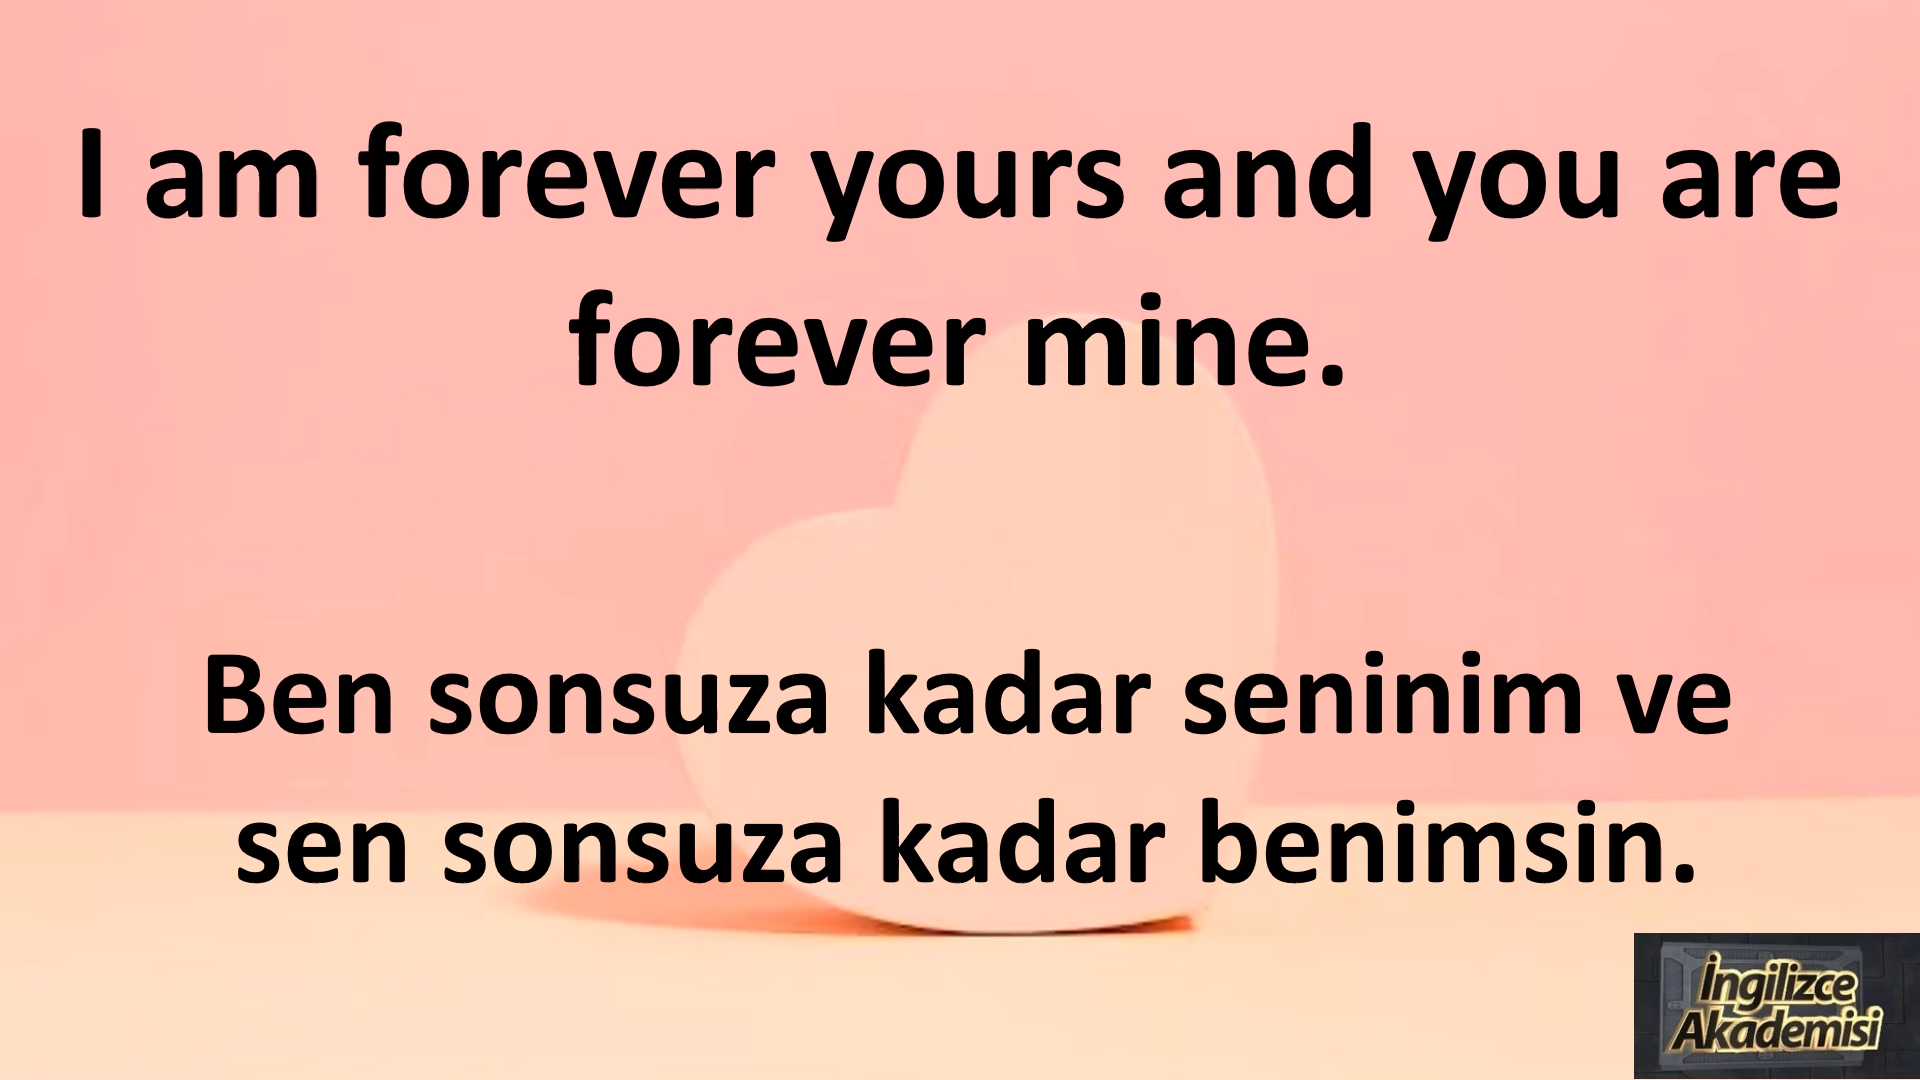 I am forever yours and you are
forever mine.
Ben sonsuza kadar seninim ve
sen sonsuza kadar benimsin.
İngilizce
Akademisi